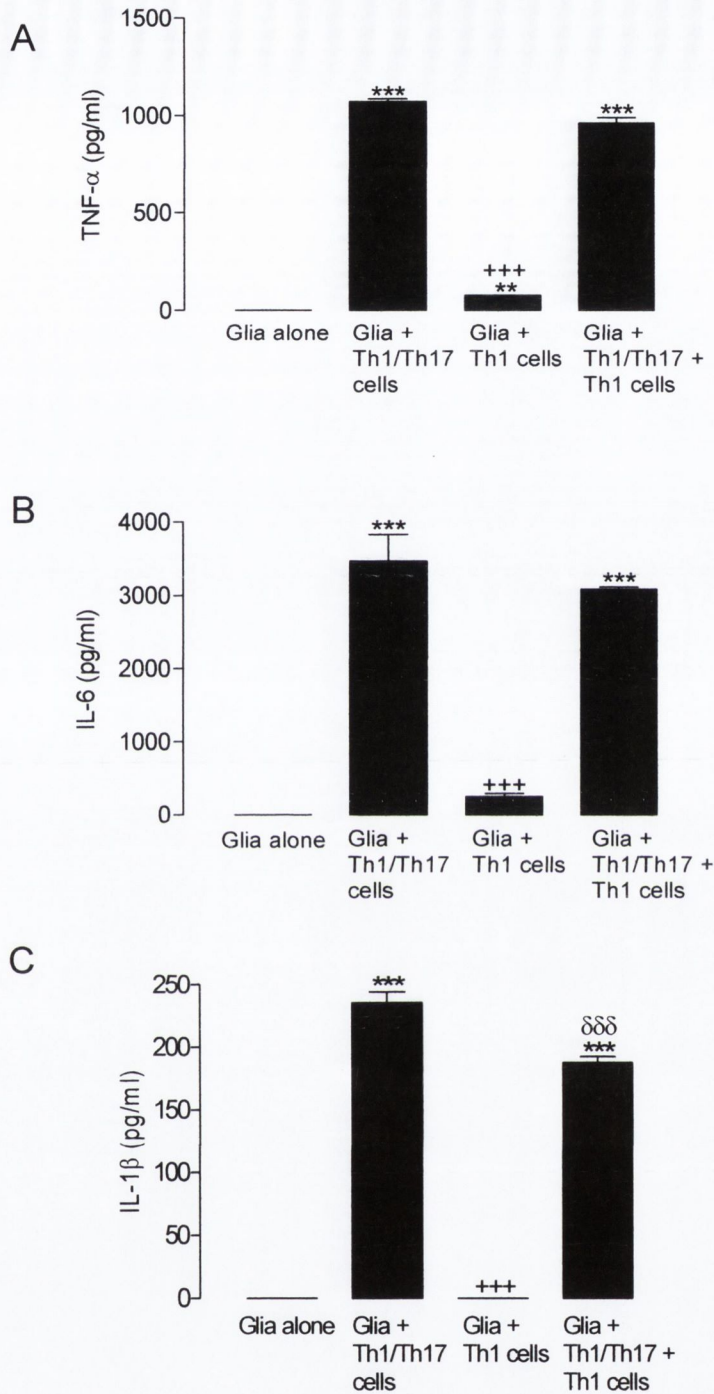 A
1500
1000
500
0
TNF-α (pg/ml)
***
+++
**
***
Glia alone
Glia +
Th1/Th17
cells
Glia +
Th1 cells
Glia +
Th1/Th17 +
Th1 cells
B
4000
3000
2000
1000
0
IL-6 (pg/ml)
***
+++
***
Glia alone
Glia +
Th1/Th17
cells
Glia +
Th1 cells
Glia +
Th1/Th17 +
Th1 cells
C
250
200
150
100
50
0
IL-1β (pg/ml)
***
+++
δδδ
***
Glia alone
Glia +
Th1/Th17
cells
Glia +
Th1 cells
Glia +
Th1/Th17 +
Th1 cells